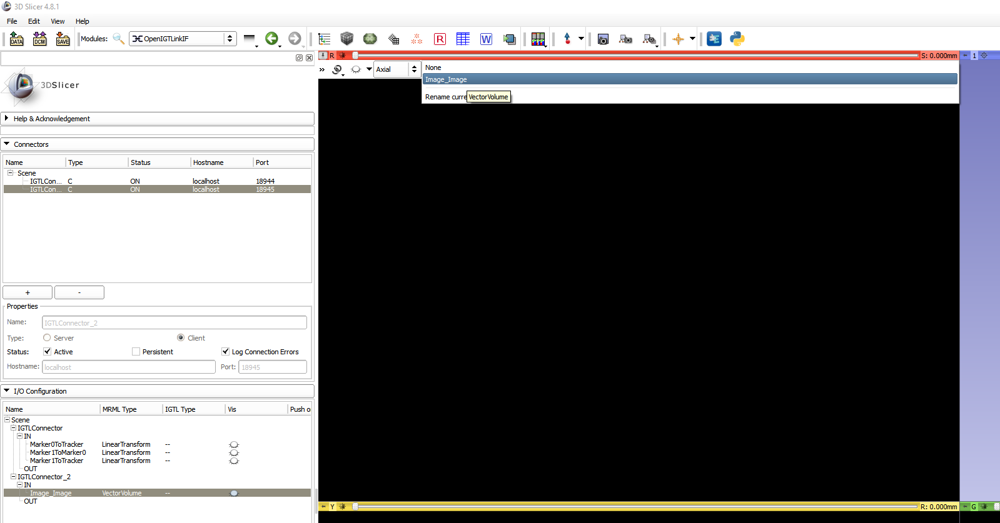 3D Slicer 4.8.1
File Edit View Help
DATA DCM SAVE Modules: OpenIGTLinkIF R W
R S: 0.000mm 1
Axial
None
Image_Image
Rename curre VectorVolume
3DSlicer
Help & Acknowledgement
Connectors
Name Type Status Hostname Port
Scene
IGTLCon... C ON localhost 18944
IGTLCon... C ON localhost 18945
+ -
Properties
Name: IGTLConnector_2
Type: Server Client
Status: Active Persistent Log Connection Errors
Hostname: localhost Port: 18945
I/O Configuration
Name MRML Type IGTL Type Vis Push o
Scene
IGTLConnector
IN
Marker0ToTracker LinearTransform --
Marker1ToMarker0 LinearTransform --
Marker1ToTracker LinearTransform --
OUT
IGTLConnector_2
IN
Image_Image VectorVolume --
OUT
Y R: 0.000mm G